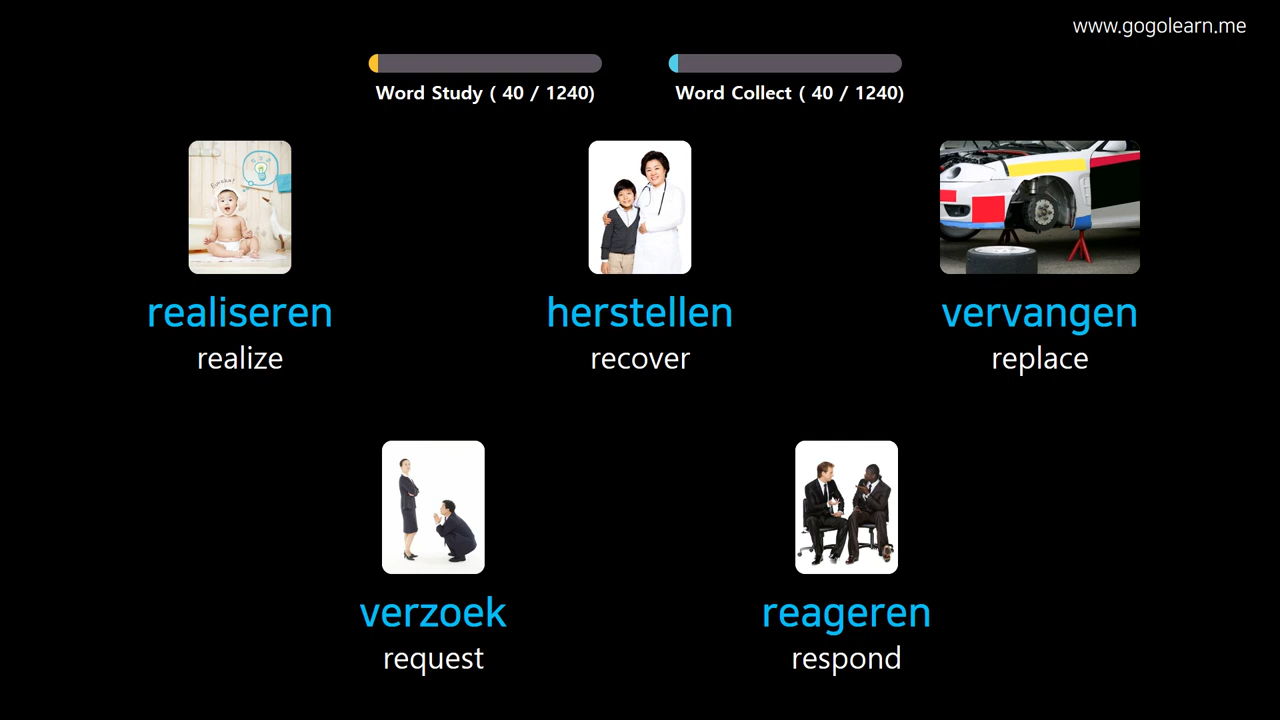 www.gogolearn.me
Word Study ( 40 / 1240)
Word Collect ( 40 / 1240)
Eureka!
realiseren
realize
herstellen
recover
vervangen
replace
verzoek
request
reageren
respond